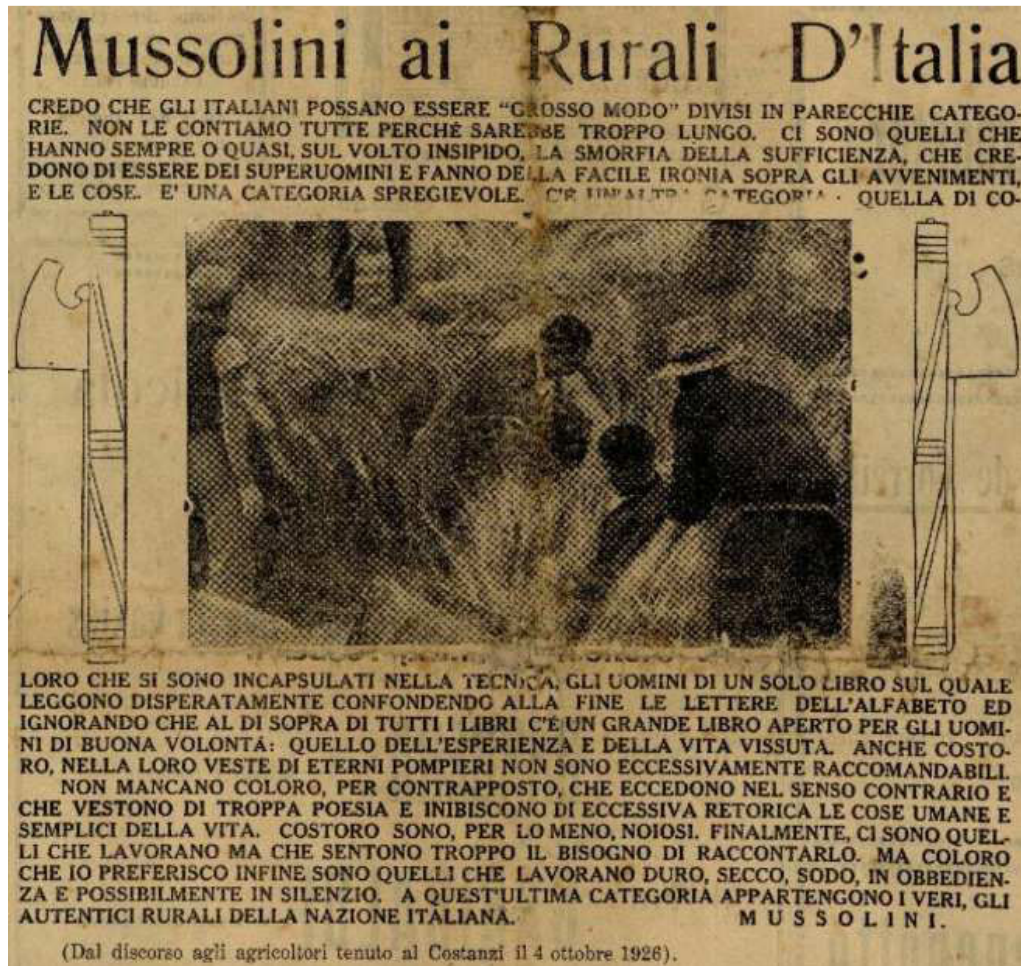 Mussolini ai Rurali D'Italia
CREDO CHE GLI ITALIANI POSSANO ESSERE "GROSSO MODO" DIVISI IN PARECCHIE CATEGO-
RIE. NON LE CONTIAMO TUTTE PERCHÉ SAREBBE TROPPO LUNGO. CI SONO QUELLI CHE
HANNO SEMPRE O QUASI, SUL VOLTO INSIPIDO, LA SMORFIA DELLA SUFFICIENZA, CHE CRE-
DONO DI ESSERE DEI SUPERUOMINI E FANNO DELLA FACILE IRONIA SOPRA GLI AVVENIMENTI,
E LE COSE. E' UNA CATEGORIA SPREGIEVOLE. C'È UN'ALTRA CATEGORIA · QUELLA DI CO-
LORO CHE SI SONO INCAPSULATI NELLA TECNICA, GLI UOMINI DI UN SOLO LIBRO SUL QUALE
LEGGONO DISPERATAMENTE CONFONDENDO ALLA FINE LE LETTERE DELL'ALFABETO ED
IGNORANDO CHE AL DI SOPRA DI TUTTI I LIBRI C'È UN GRANDE LIBRO APERTO PER GLI UOMI-
NI DI BUONA VOLONTÁ: QUELLO DELL'ESPERIENZA E DELLA VITA VISSUTA. ANCHE COSTO-
RO, NELLA LORO VESTE DI ETERNI POMPIERI NON SONO ECCESSIVAMENTE RACCOMANDABILI.
NON MANCANO COLORO, PER CONTRAPPOSTO, CHE ECCEDONO NEL SENSO CONTRARIO E
CHE VESTONO DI TROPPA POESIA E INIBISCONO DI ECCESSIVA RETORICA LE COSE UMANE E
SEMPLICI DELLA VITA. COSTORO SONO, PER LO MENO, NOIOSI. FINALMENTE, CI SONO QUEL-
LI CHE LAVORANO MA CHE SENTONO TROPPO IL BISOGNO DI RACCONTARLO. MA COLORO
CHE IO PREFERISCO INFINE SONO QUELLI CHE LAVORANO DURO, SECCO, SODO, IN OBBEDIEN-
ZA E POSSIBILMENTE IN SILENZIO. A QUEST'ULTIMA CATEGORIA APPARTENGONO I VERI, GLI
AUTENTICI RURALI DELLA NAZIONE ITALIANA. MUSSOLINI.
(Dal discorso agli agricoltori tenuto al Costanzi il 4 ottobre 1926).